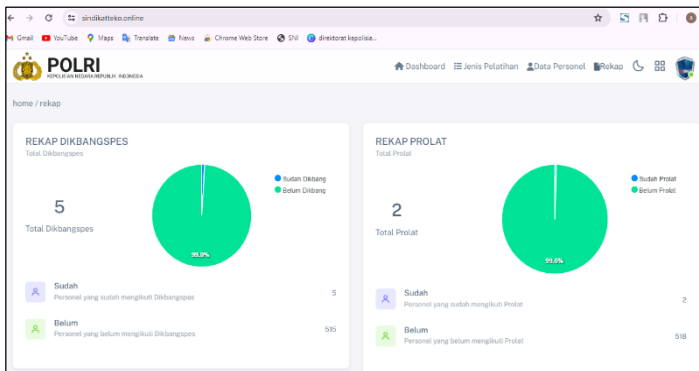 sindikatteko.online
Gmail YouTube Maps Translate News Chrome Web Store SNI direktorat kepolisia...
POLRI
KEPOLISIAN NEGARA REPUBLIK INDONESIA
Dashboard Jenis Pelatihan Data Personel Rekap
home / rekap
REKAP DIKBANGSPES
Total Dikbangspes
5
Total Dikbangspes
99.0%
Sudah Dikbang
Belum Dikbang
Sudah
Personel yang sudah mengikuti Dikbangspes
5
Belum
Personel yang belum mengikuti Dikbangspes
515
REKAP PROLAT
Total Prolat
2
Total Prolat
99.6%
Sudah Prolat
Belum Prolat
Sudah
Personel yang sudah mengikuti Prolat
2
Belum
Personel yang belum mengikuti Prolat
518